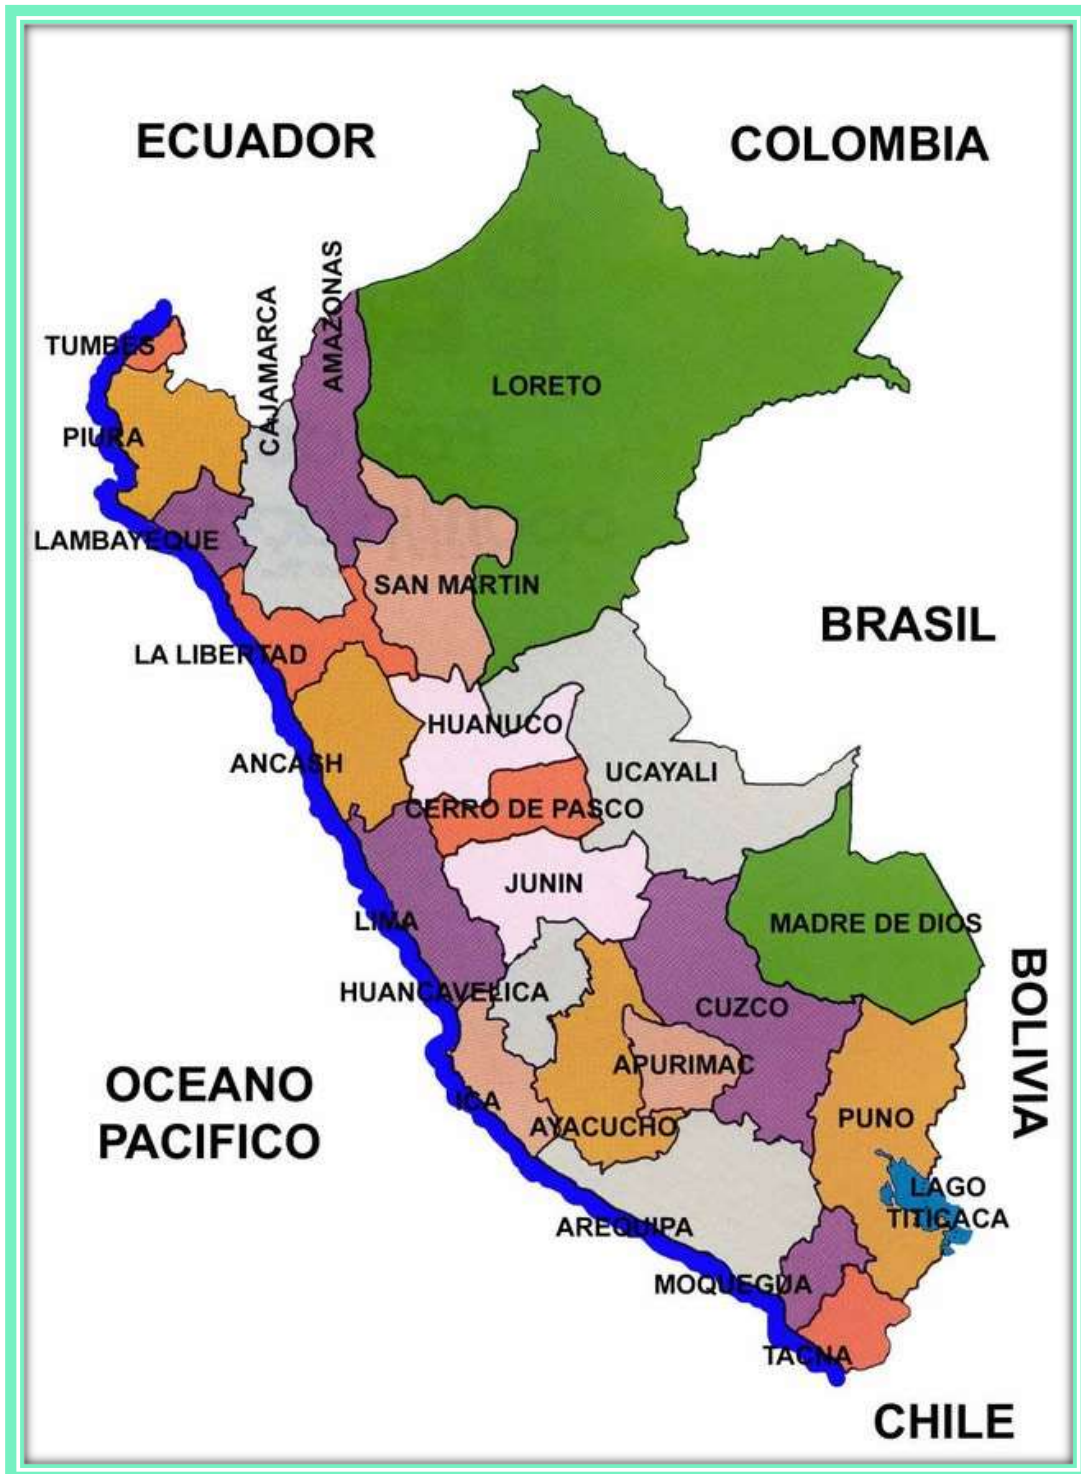 ECUADOR
COLOMBIA
AMAZONAS
CAJAMARCA
TUMBES
LORETO
PIURA
LAMBAYEQUE
SAN MARTIN
BRASIL
LA LIBERTAD
HUANUCO
ANCASH
UCAYALI
CERRO DE PASCO
JUNIN
LIMA
MADRE DE DIOS
HUANCAVELICA
CUZCO
BOLIVIA
APURIMAC
OCEANO
PACIFICO
ICA
AYACUCHO
PUNO
LAGO
TITICACA
AREQUIPA
MOQUEGUA
TACNA
CHILE